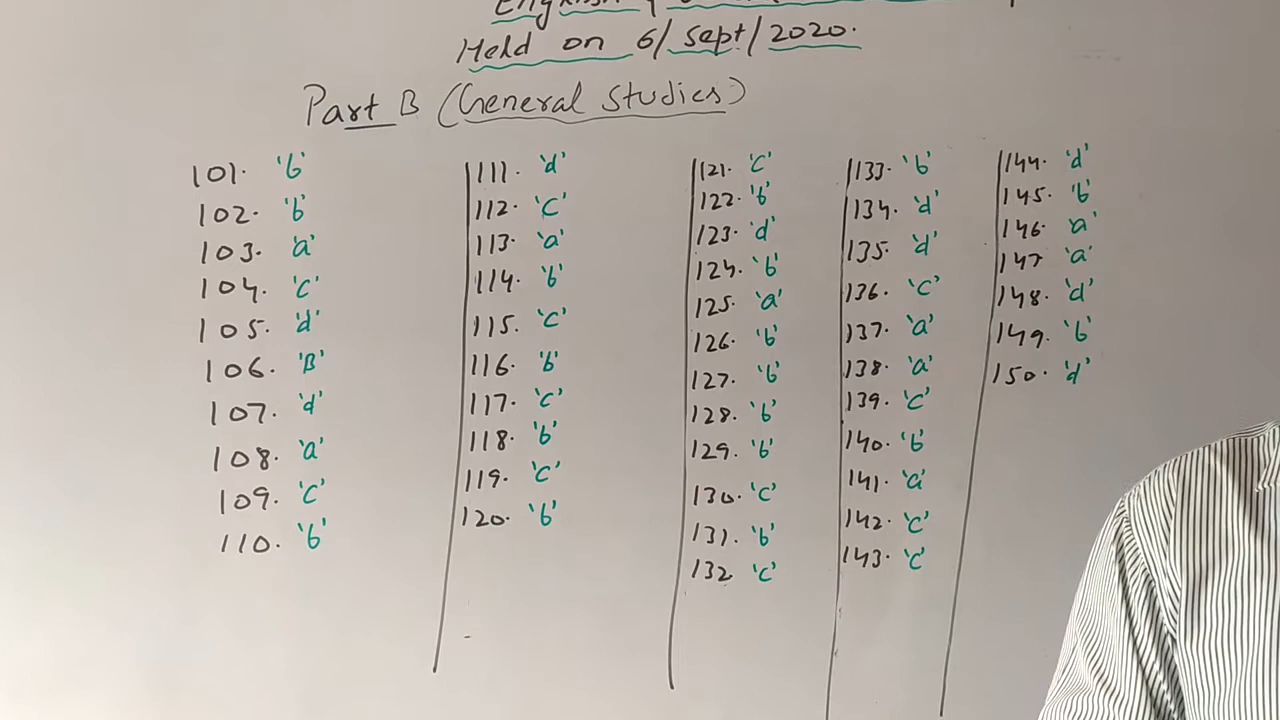 English
Held on 6/Sept/2020.
Part B (General Studies)
101. 'b'
102. 'b'
103. 'a'
104. 'c'
105. 'd'
106. 'B'
107. 'd'
108. 'a'
109. 'c'
110. 'b'
111. 'd'
112. 'c'
113. 'a'
114. 'b'
115. 'c'
116. 'b'
117. 'c'
118. 'b'
119. 'c'
120. 'b'
121. 'c'
122. 'b'
123. 'd'
124. 'b'
125. 'a'
126. 'b'
127. 'b'
128. 'b'
129. 'b'
130. 'c'
131. 'b'
132 'c'
133. 'b'
134. 'd'
135. 'd'
136. 'c'
137. 'a'
138. 'a'
139. 'c'
140. 'b'
141. 'a'
142. 'c'
143. 'c'
144. 'd'
145. 'b'
146. 'a'
147 'a'
148. 'd'
149. 'b'
150. 'd'